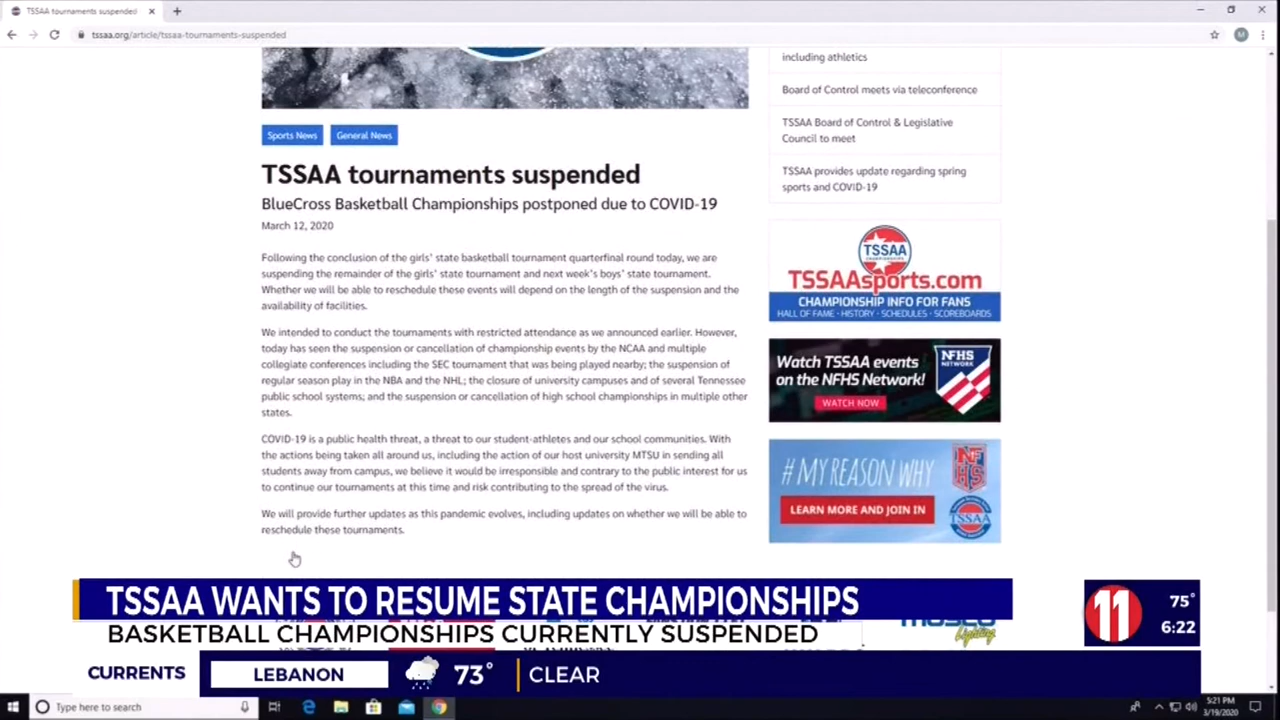 TSSAA tournaments suspended
tssaa.org/article/tssaa-tournaments-suspended
M
including athletics
Board of Control meets via teleconference
TSSAA Board of Control & Legislative
Council to meet
TSSAA provides update regarding spring
sports and COVID-19
Sports News
General News
TSSAA tournaments suspended
BlueCross Basketball Championships postponed due to COVID-19
March 12, 2020
Following the conclusion of the girls' state basketball tournament quarterfinal round today, we are
suspending the remainder of the girls' state tournament and next week's boys' state tournament.
Whether we will be able to reschedule these events will depend on the length of the suspension and the
availability of facilities.
We intended to conduct the tournaments with restricted attendance as we announced earlier. However,
today has seen the suspension or cancellation of championship events by the NCAA and multiple
collegiate conferences including the SEC tournament that was being played nearby; the suspension of
regular season play in the NBA and the NHL; the closure of university campuses and of several Tennessee
public school systems; and the suspension or cancellation of high school championships in multiple other
states.
COVID-19 is a public health threat, a threat to our student-athletes and our school communities. With
the actions being taken all around us, including the action of our host university MTSU in sending all
students away from campus, we believe it would be irresponsible and contrary to the public interest for us
to continue our tournaments at this time and risk contributing to the spread of the virus.
We will provide further updates as this pandemic evolves, including updates on whether we will be able to
reschedule these tournaments.
TSSAA
TSSAAsports.com
CHAMPIONSHIP INFO FOR FANS
HALL OF FAME · HISTORY · SCHEDULES · SCOREBOARDS
Watch TSSAA events
on the NFHS Network!
WATCH NOW
NFHS
NETWORK
#MY REASON WHY
LEARN MORE AND JOIN IN
NF
HS
TSSAA
TSSAA WANTS TO RESUME STATE CHAMPIONSHIPS
BASKETBALL CHAMPIONSHIPS CURRENTLY SUSPENDED
Lighting
11
75°
6:22
CURRENTS
LEBANON
73°
CLEAR
Type here to search
5:21 PM
3/19/2020